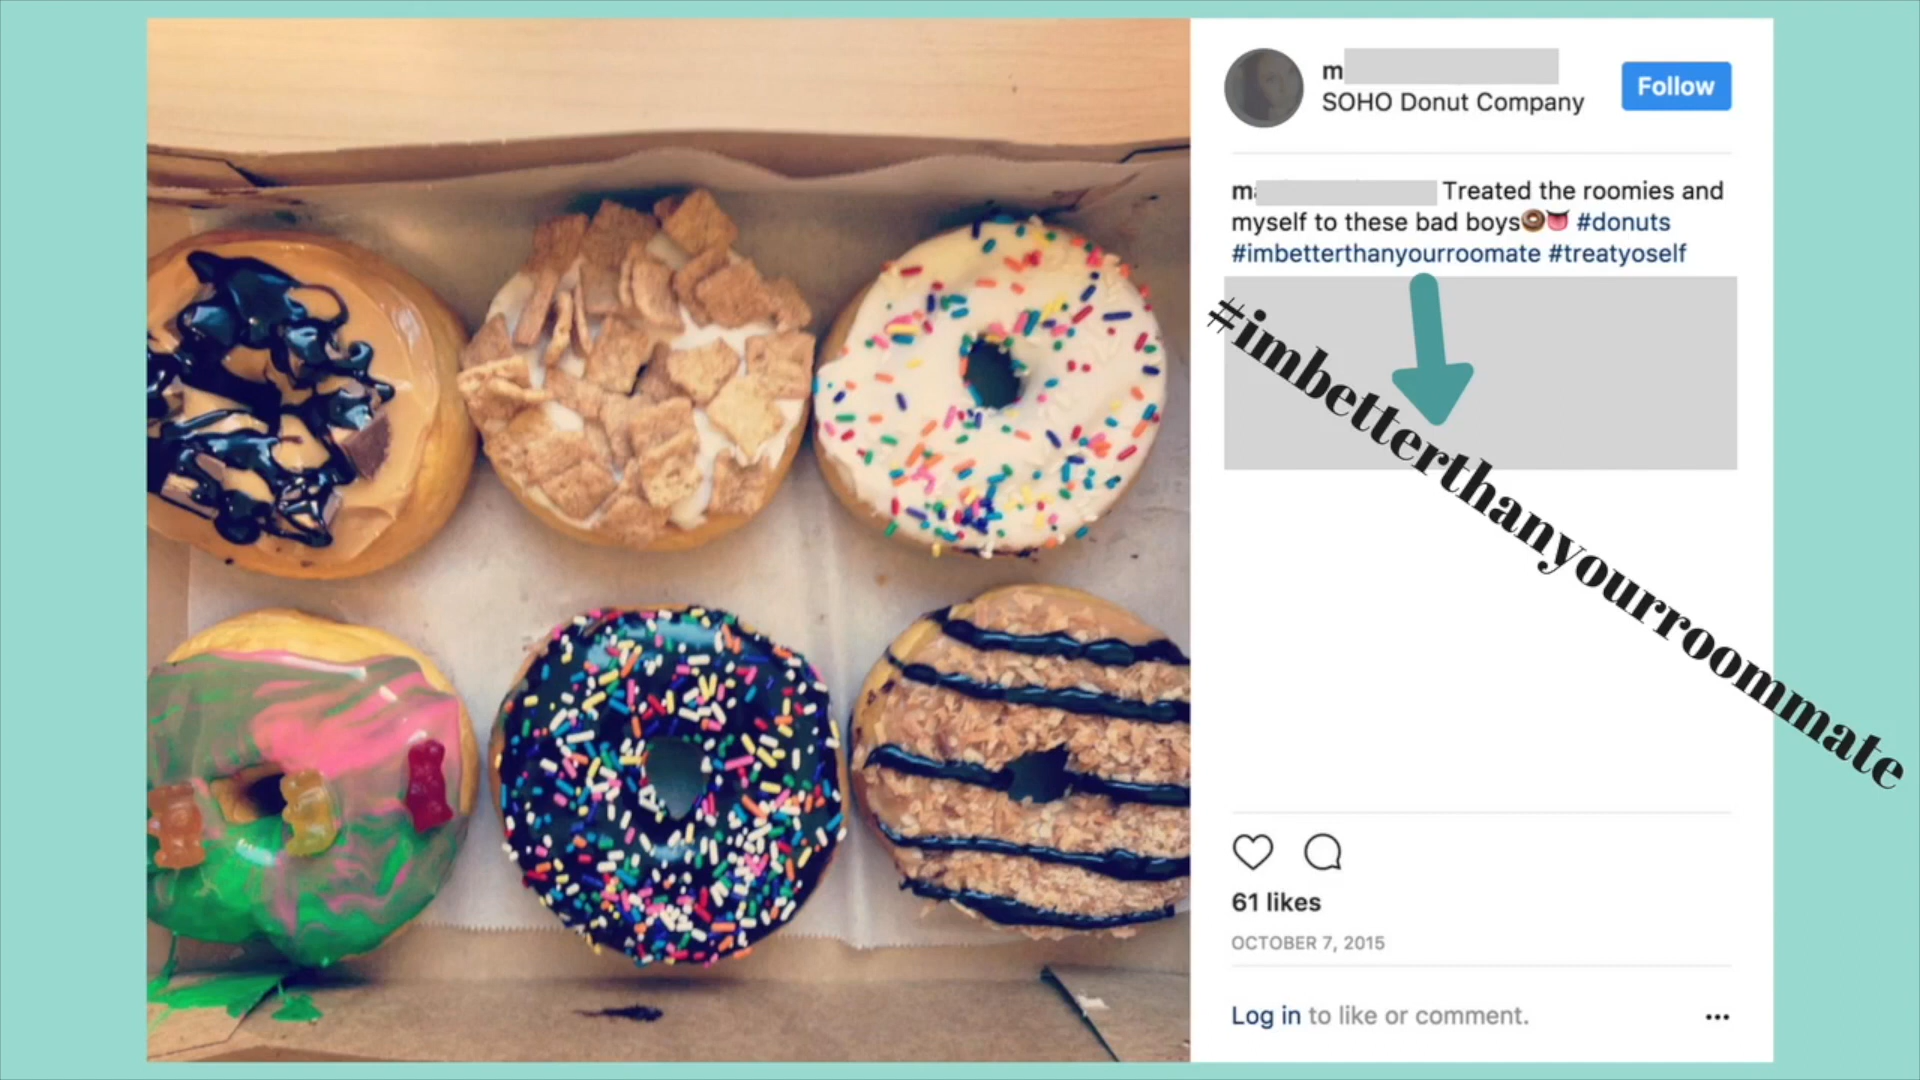 m
SOHO Donut Company
Follow
ma Treated the roomies and
myself to these bad boys🍩👅 #donuts
#imbetterthanyourroomate #treatyoself
#imbetterthanyourroommate
61 likes
OCTOBER 7, 2015
Log in to like or comment.